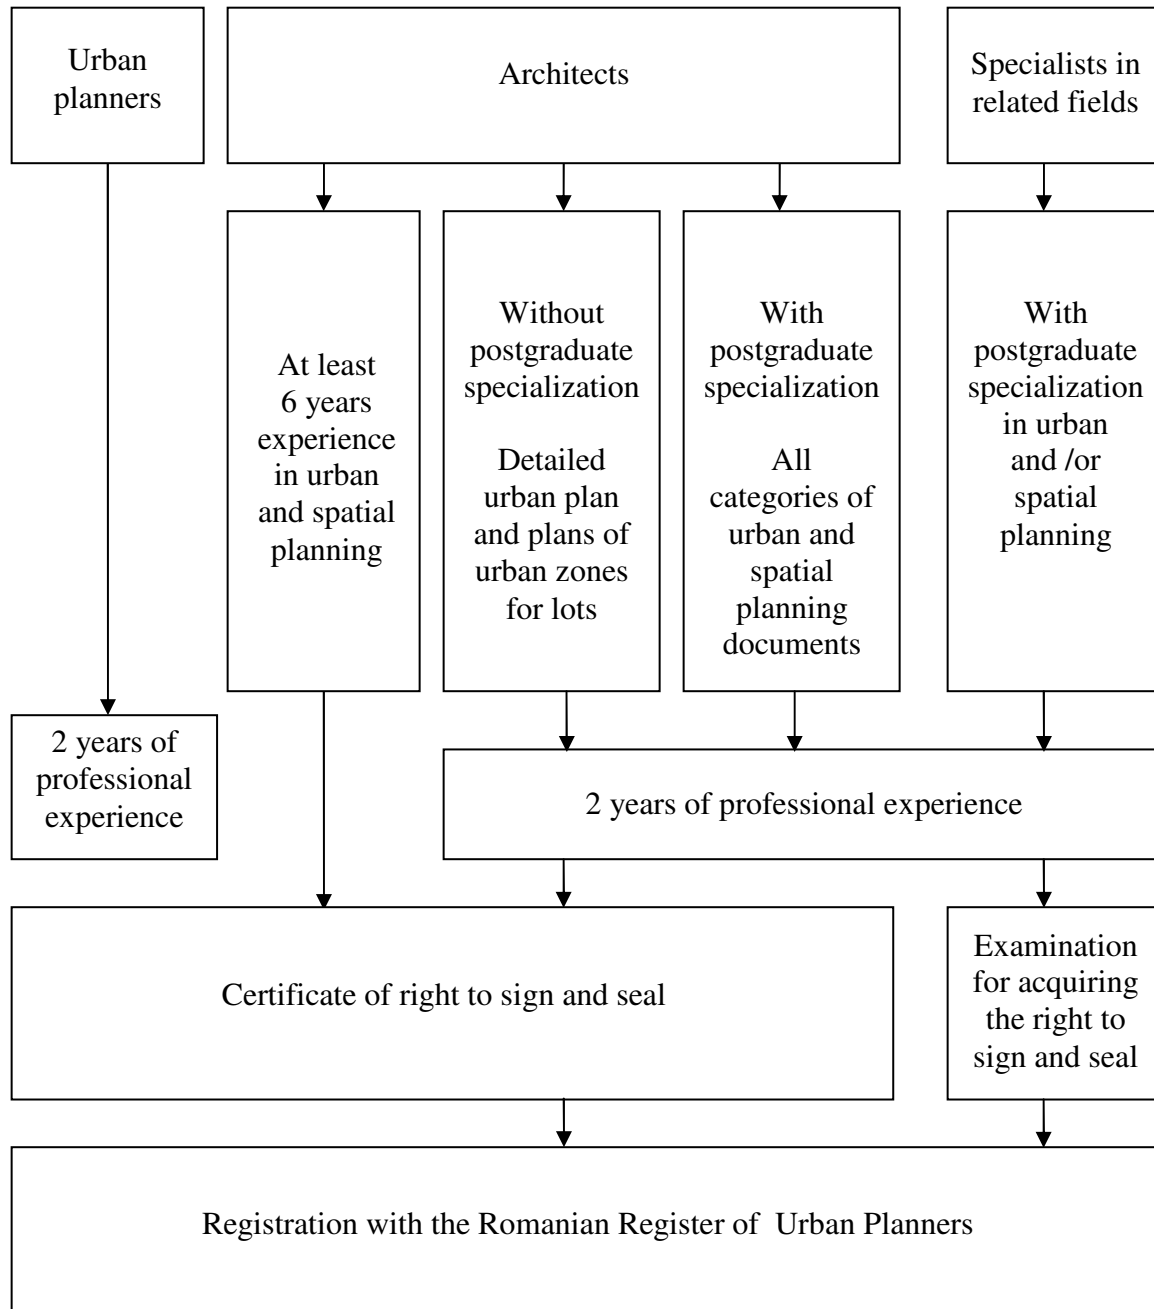 Urban
planners
Architects
Specialists in
related fields
At least
6 years
experience
in urban
and spatial
planning
Without
postgraduate
specialization
Detailed
urban plan
and plans of
urban zones
for lots
With
postgraduate
specialization
All
categories of
urban and
spatial
planning
documents
With
postgraduate
specialization
in urban
and /or
spatial
planning
2 years of
professional
experience
2 years of professional experience
Certificate of right to sign and seal
Examination
for acquiring
the right to
sign and seal
Registration with the Romanian Register of  Urban Planners